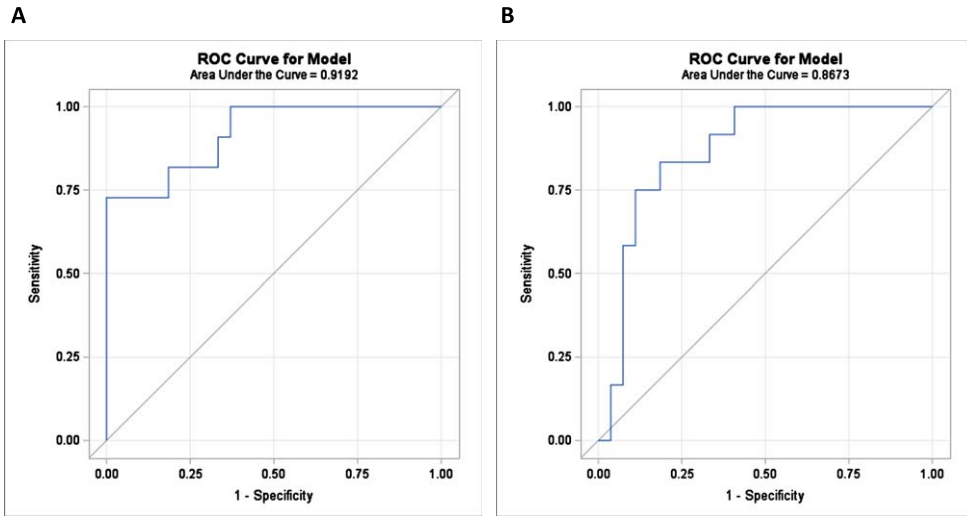 A
ROC Curve for Model
Area Under the Curve = 0.9192
1.00
0.75
0.50
0.25
0.00
Sensitivity
0.00 0.25 0.50 0.75 1.00
1 - Specificity
B
ROC Curve for Model
Area Under the Curve = 0.8673
1.00
0.75
0.50
0.25
0.00
Sensitivity
0.00 0.25 0.50 0.75 1.00
1 - Specificity